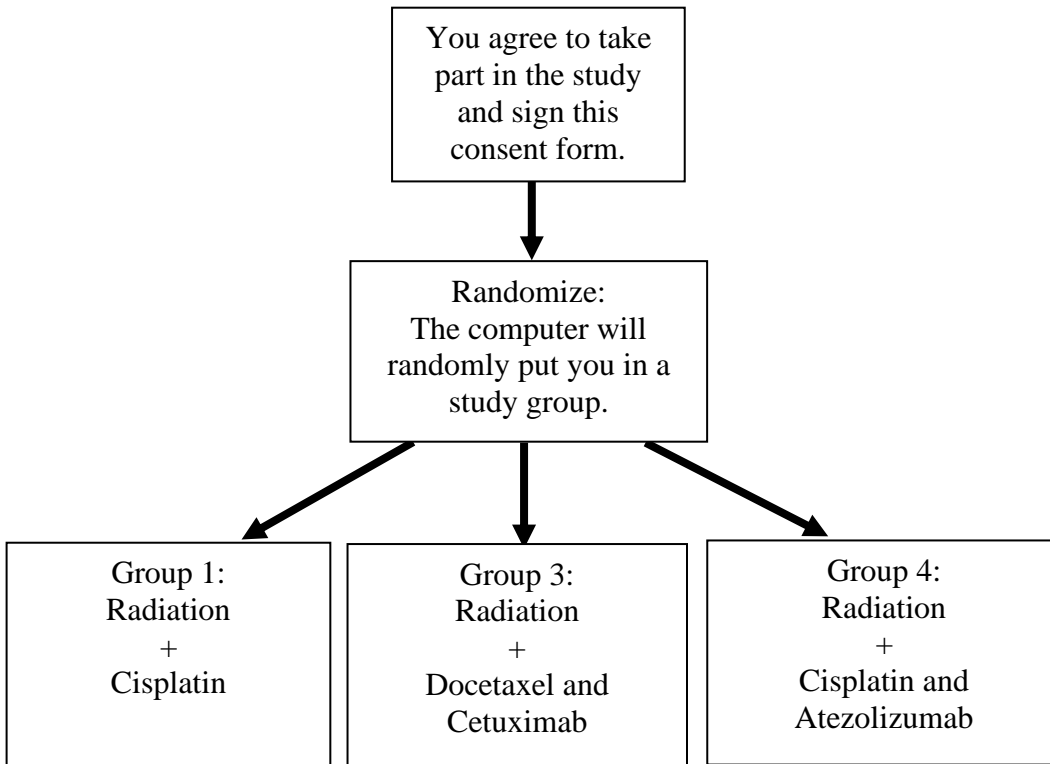 You agree to take
part in the study
and sign this
consent form.
Randomize:
The computer will
randomly put you in a
study group.
Group 1:
Radiation
+
Cisplatin
Group 3:
Radiation
+
Docetaxel and
Cetuximab
Group 4:
Radiation
+
Cisplatin and
Atezolizumab